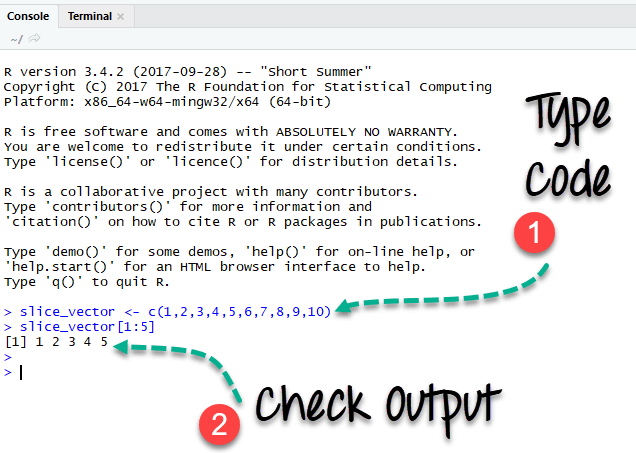 Console Terminal ×
~/
R version 3.4.2 (2017-09-28) -- "Short Summer"
Copyright (C) 2017 The R Foundation for Statistical Computing
Platform: x86_64-w64-mingw32/x64 (64-bit)
R is free software and comes with ABSOLUTELY NO WARRANTY.
You are welcome to redistribute it under certain conditions.
Type 'license()' or 'licence()' for distribution details.
R is a collaborative project with many contributors.
Type 'contributors()' for more information and
'citation()' on how to cite R or R packages in publications.
Type 'demo()' for some demos, 'help()' for on-line help, or
'help.start()' for an HTML browser interface to help.
Type 'q()' to quit R.
> slice_vector <- c(1,2,3,4,5,6,7,8,9,10)
> slice_vector[1:5]
[1] 1 2 3 4 5
>
>
Type
Code
1
2
Check Output